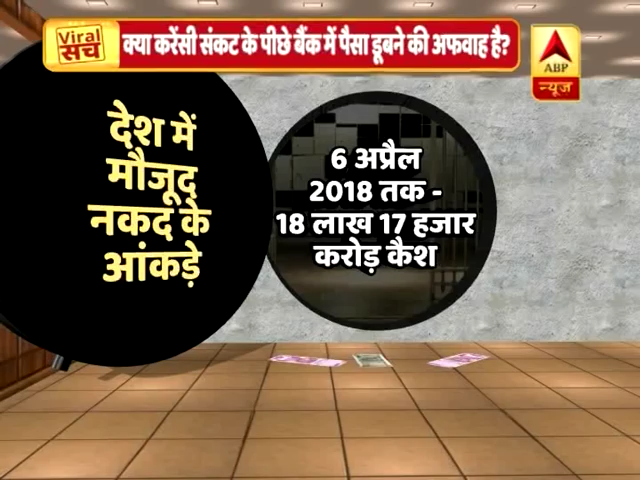 Viral
सच
क्या करेंसी संकट के पीछे बैंक में पैसा डूबने की अफवाह है?
ABP
न्यूज़
देश में
मौजूद
नकद के
आंकड़े
6 अप्रैल
2018 तक -
18 लाख 17 हजार
करोड़ कैश